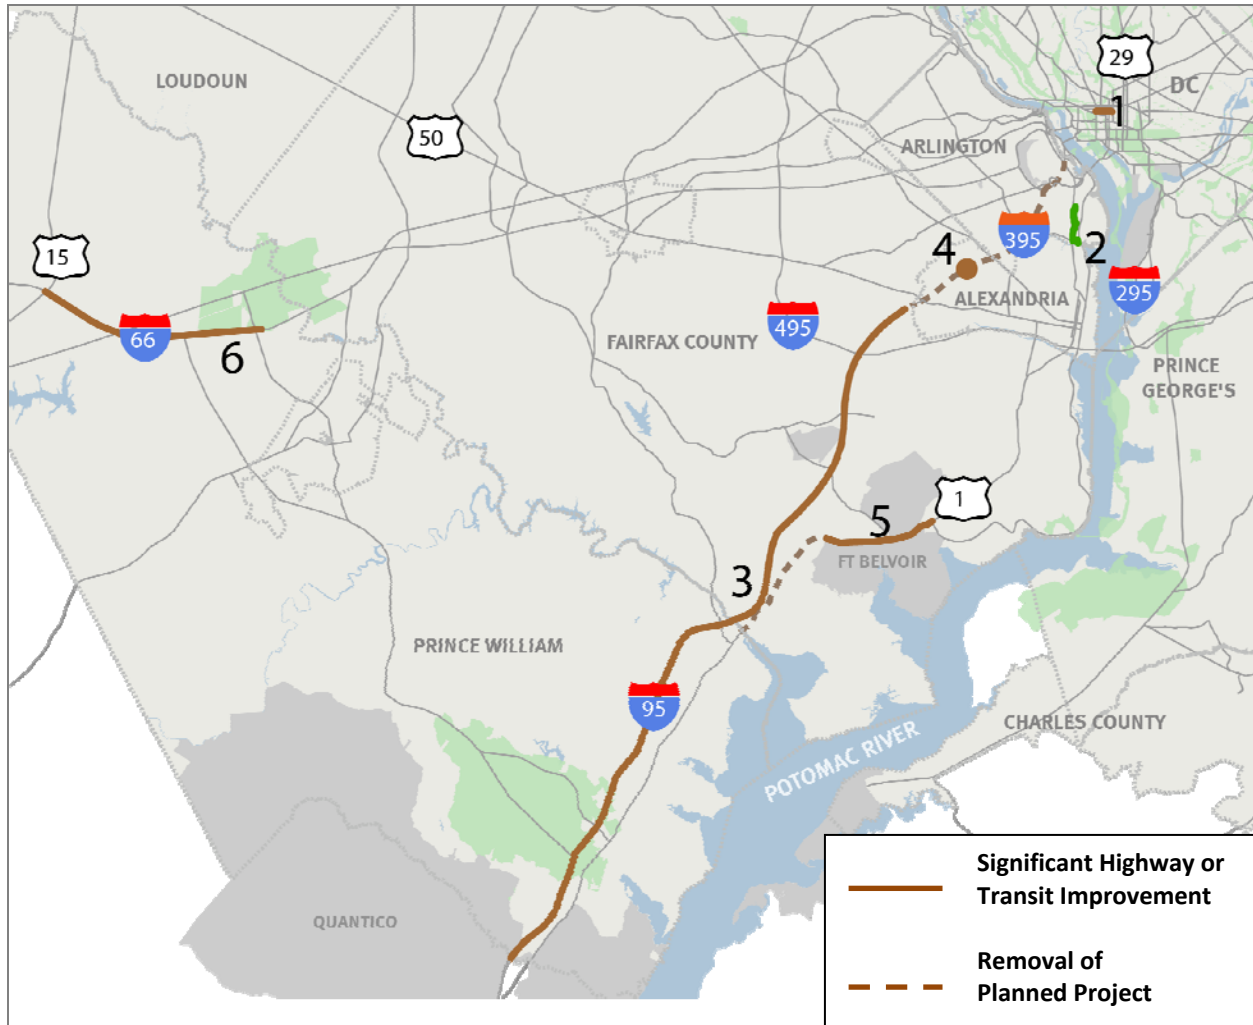 LOUDOUN
29
DC
1
50
ARLINGTON
15
395
4
2
295
ALEXANDRIA
495
66
FAIRFAX COUNTY
6
PRINCE
GEORGE'S
1
5
FT BELVOIR
3
PRINCE WILLIAM
95
CHARLES COUNTY
POTOMAC RIVER
QUANTICO
Significant Highway or
Transit Improvement
Removal of
Planned Project